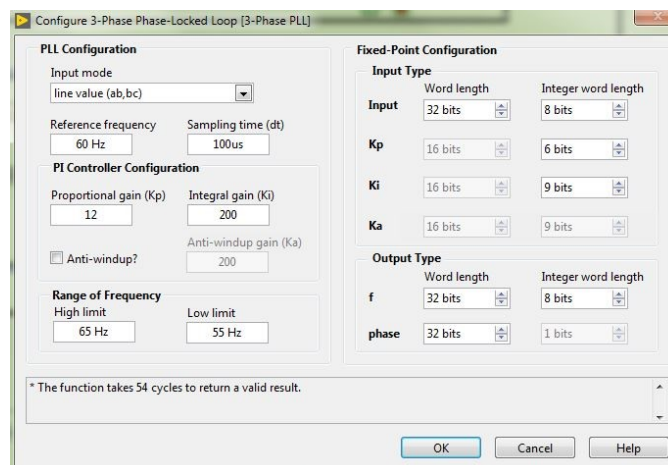 Configure 3-Phase Phase-Locked Loop [3-Phase PLL]
PLL Configuration
Input mode
line value (ab,bc)
Reference frequency Sampling time (dt)
60 Hz 100us
PI Controller Configuration
Proportional gain (Kp) Integral gain (Ki)
12 200
Anti-windup gain (Ka)
Anti-windup? 200
Range of Frequency
High limit Low limit
65 Hz 55 Hz
Fixed-Point Configuration
Input Type
Word length Integer word length
Input 32 bits 8 bits
Kp 16 bits 6 bits
Ki 16 bits 9 bits
Ka 16 bits 9 bits
Output Type
Word length Integer word length
f 32 bits 8 bits
phase 32 bits 1 bits
* The function takes 54 cycles to return a valid result.
OK Cancel Help